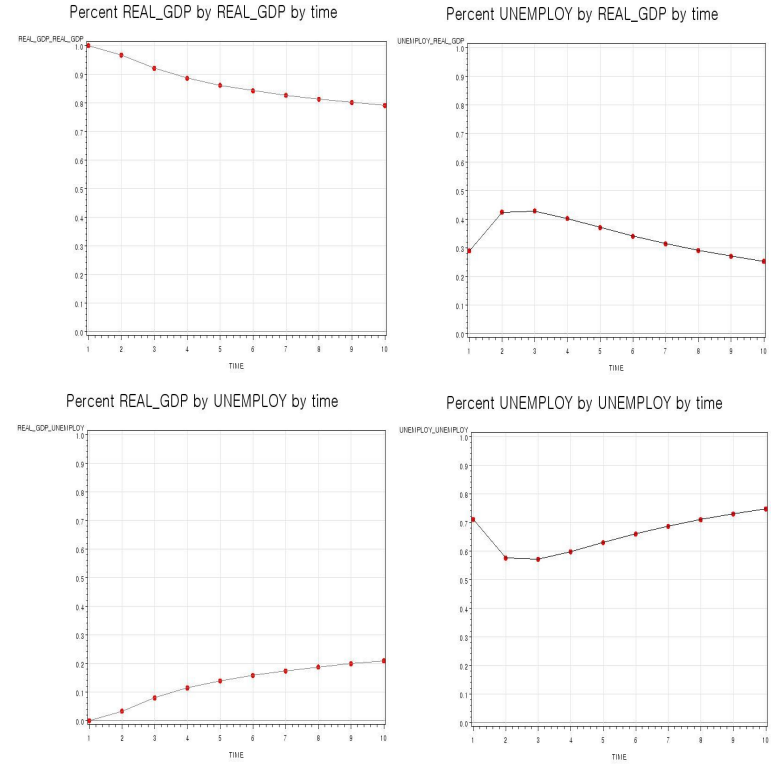 Percent REAL_GDP by REAL_GDP by time
REAL_GDP_REAL_GDP
1.0
0.9
0.8
0.7
0.6
0.5
0.4
0.3
0.2
0.1
0.0
1 2 3 4 5 6 7 8 9 10
TIME
Percent UNEMPLOY by REAL_GDP by time
UNEMPLOY_REAL_GDP
1.0
0.9
0.8
0.7
0.6
0.5
0.4
0.3
0.2
0.1
0.0
1 2 3 4 5 6 7 8 9 10
TIME
Percent REAL_GDP by UNEMPLOY by time
REAL_GDP_UNEMPLOY
1.0
0.9
0.8
0.7
0.6
0.5
0.4
0.3
0.2
0.1
0.0
1 2 3 4 5 6 7 8 9 10
TIME
Percent UNEMPLOY by UNEMPLOY by time
UNEMPLOY_UNEMPLOY
1.0
0.9
0.8
0.7
0.6
0.5
0.4
0.3
0.2
0.1
0.0
1 2 3 4 5 6 7 8 9 10
TIME